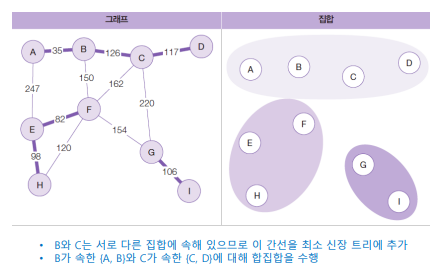 그래프 집합
A 35 B 126 C 117 D
247 150 162 220
E 82 F
98 120 154 G
H 106
I
A B C D
E F
H
G
I
• B와 C는 서로 다른 집합에 속해 있으므로 이 간선을 최소 신장 트리에 추가
• B가 속한 {A, B}와 C가 속한 {C, D}에 대해 합집합을 수행